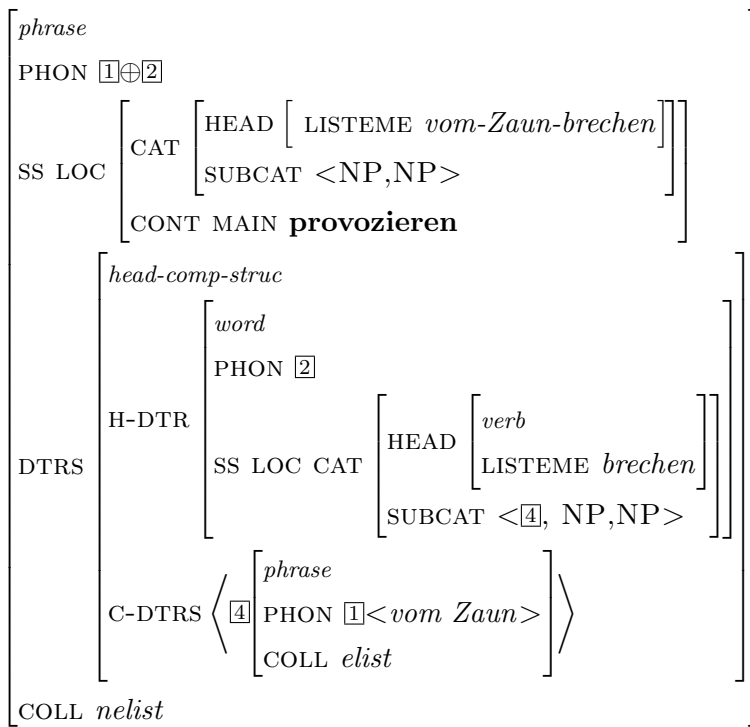 phrase
PHON 1⊕2
SS LOC
CAT
HEAD [ LISTEME vom-Zaun-brechen]
SUBCAT <NP,NP>
CONT MAIN provozieren
DTRS
head-comp-struc
H-DTR
word
PHON 2
SS LOC CAT
HEAD
verb
LISTEME brechen
SUBCAT <4, NP,NP>
C-DTRS ⟨ 4
phrase
PHON 1<vom Zaun>
COLL elist
⟩
COLL nelist